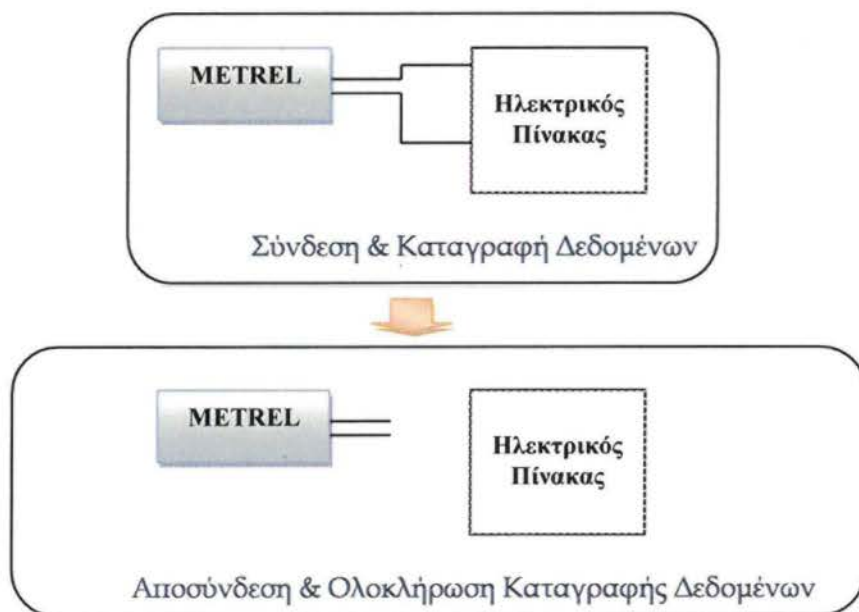 METREL
Ηλεκτρικός
Πίνακας
Σύνδεση & Καταγραφή Δεδομένων
METREL
Ηλεκτρικός
Πίνακας
Αποσύνδεση & Ολοκλήρωση Καταγραφής Δεδομένων